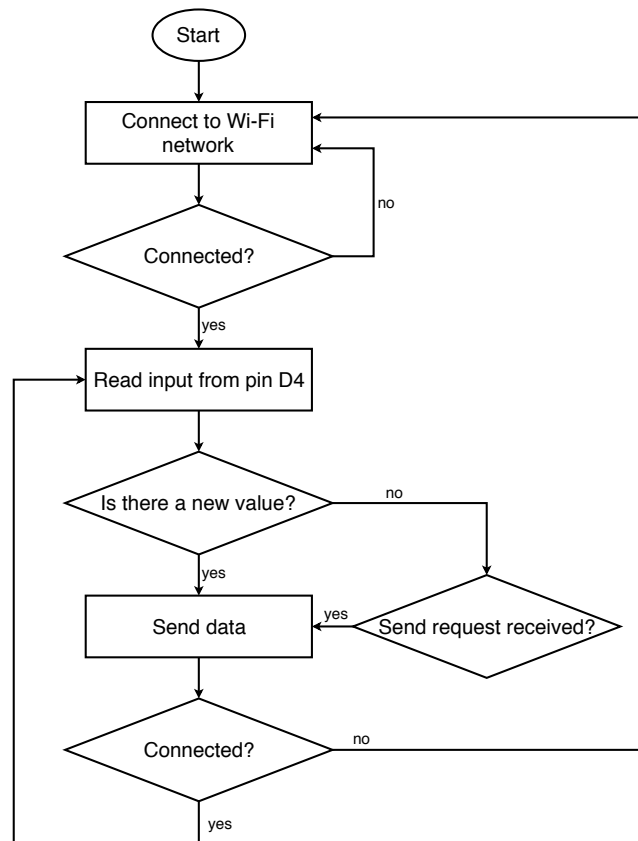 Start
Connect to Wi-Fi
network
no
Connected?
yes
Read input from pin D4
Is there a new value?
no
yes
Send data
yes
Send request received?
Connected?
no
yes